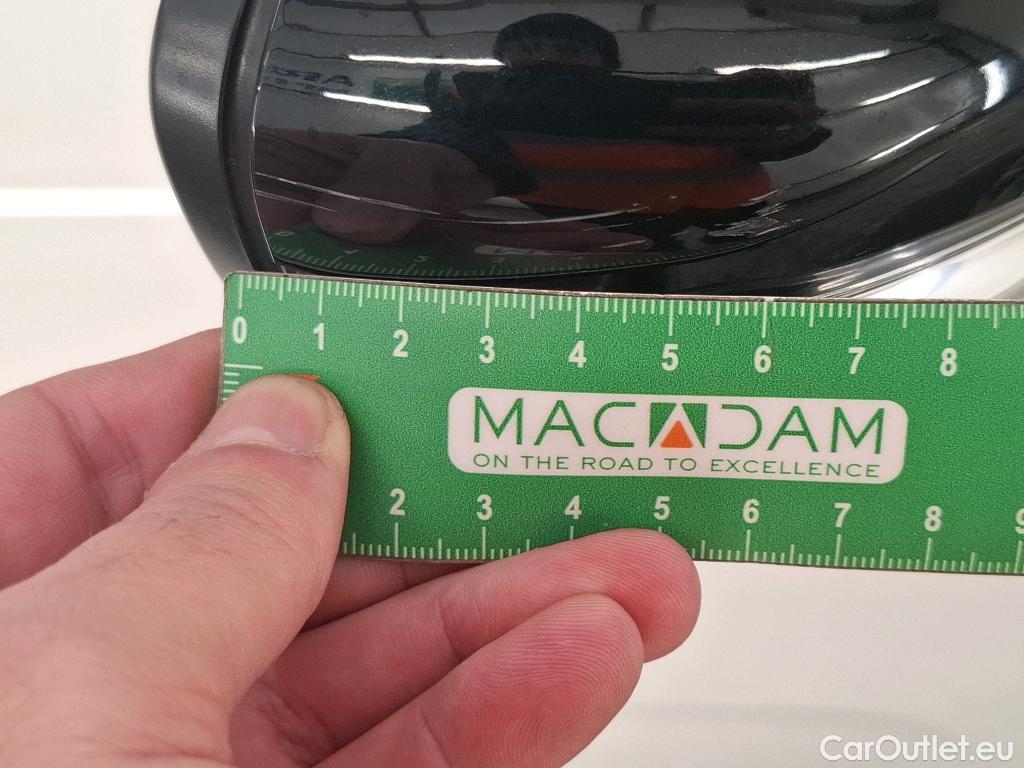 0 1 2 3 4 5 6 7 8
MACADAM
ON THE ROAD TO EXCELLENCE
2 3 4 5 6 7 8 9
CarOutlet.eu